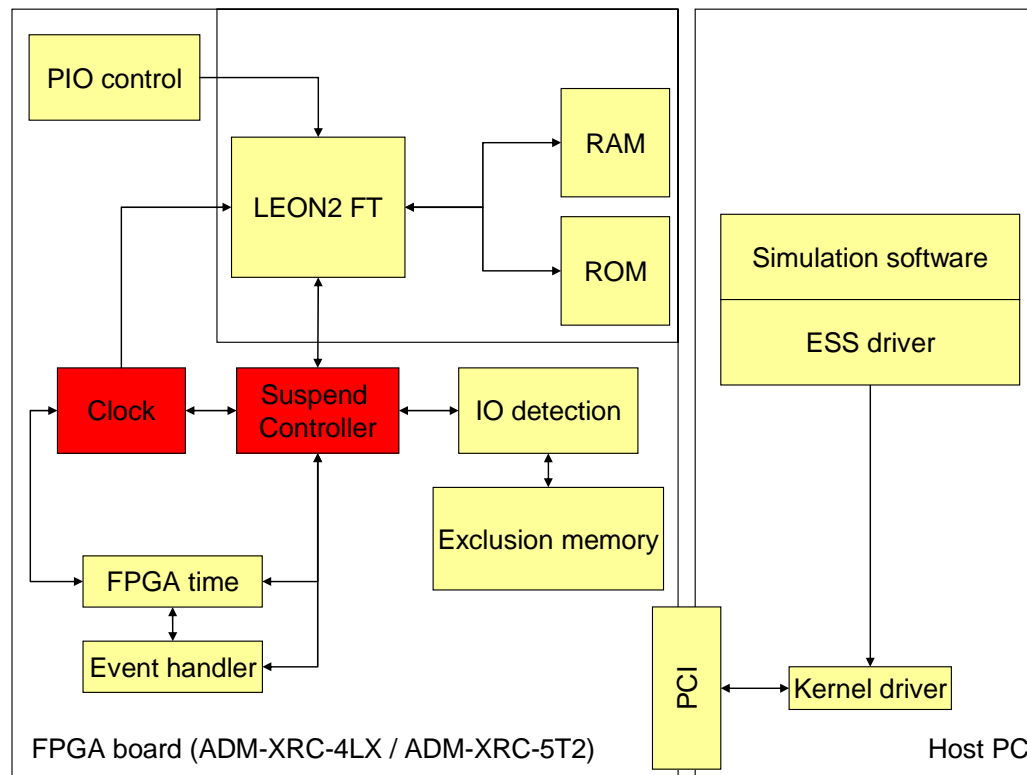 PIO control
RAM
LEON2 FT
ROM
Simulation software
ESS driver
Clock
Suspend
Controller
IO detection
Exclusion memory
FPGA time
Event handler
PCI
Kernel driver
FPGA board (ADM-XRC-4LX / ADM-XRC-5T2)
Host PC